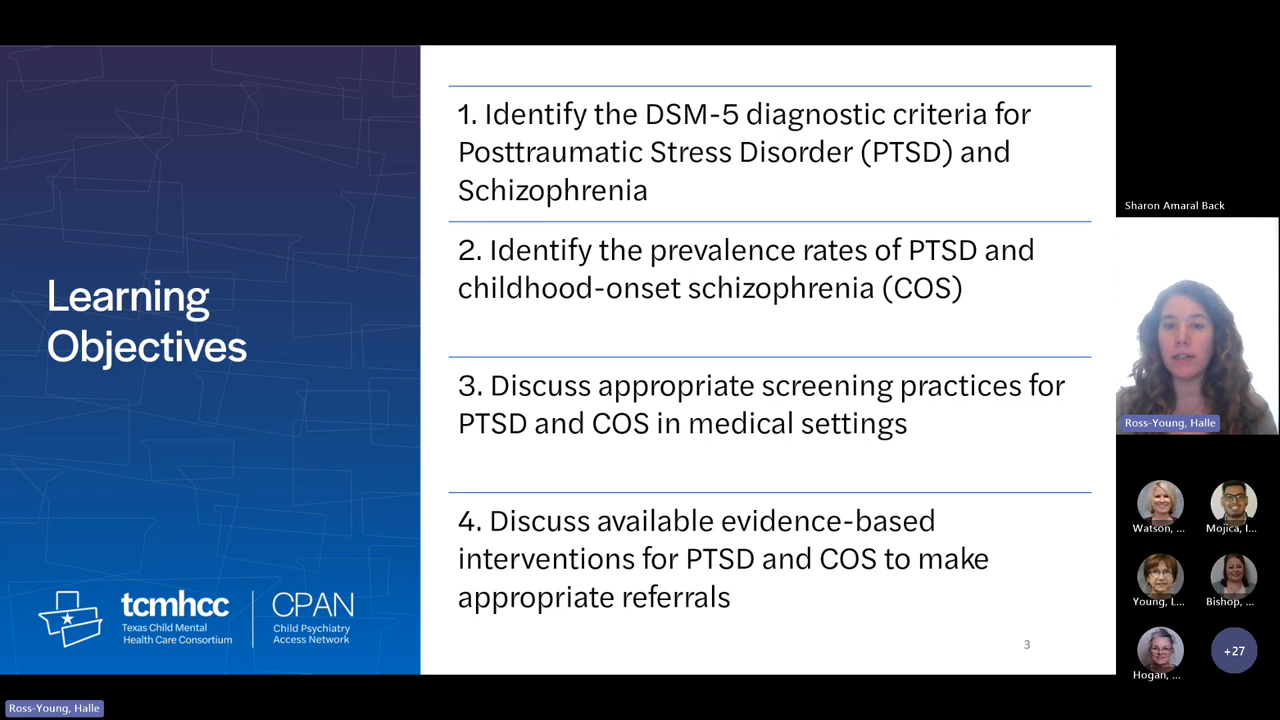 Learning
Objectives
tcmhcc
Texas Child Mental
Health Care Consortium
CPAN
Child Psychiatry
Access Network
1. Identify the DSM-5 diagnostic criteria for
Posttraumatic Stress Disorder (PTSD) and
Schizophrenia
2. Identify the prevalence rates of PTSD and
childhood-onset schizophrenia (COS)
3. Discuss appropriate screening practices for
PTSD and COS in medical settings
4. Discuss available evidence-based
interventions for PTSD and COS to make
appropriate referrals
3
Sharon Amaral Back
Ross-Young, Halle
Watson, ...
Mojica, I...
Young, L...
Bishop, ...
Hogan, ...
+27
Ross-Young, Halle